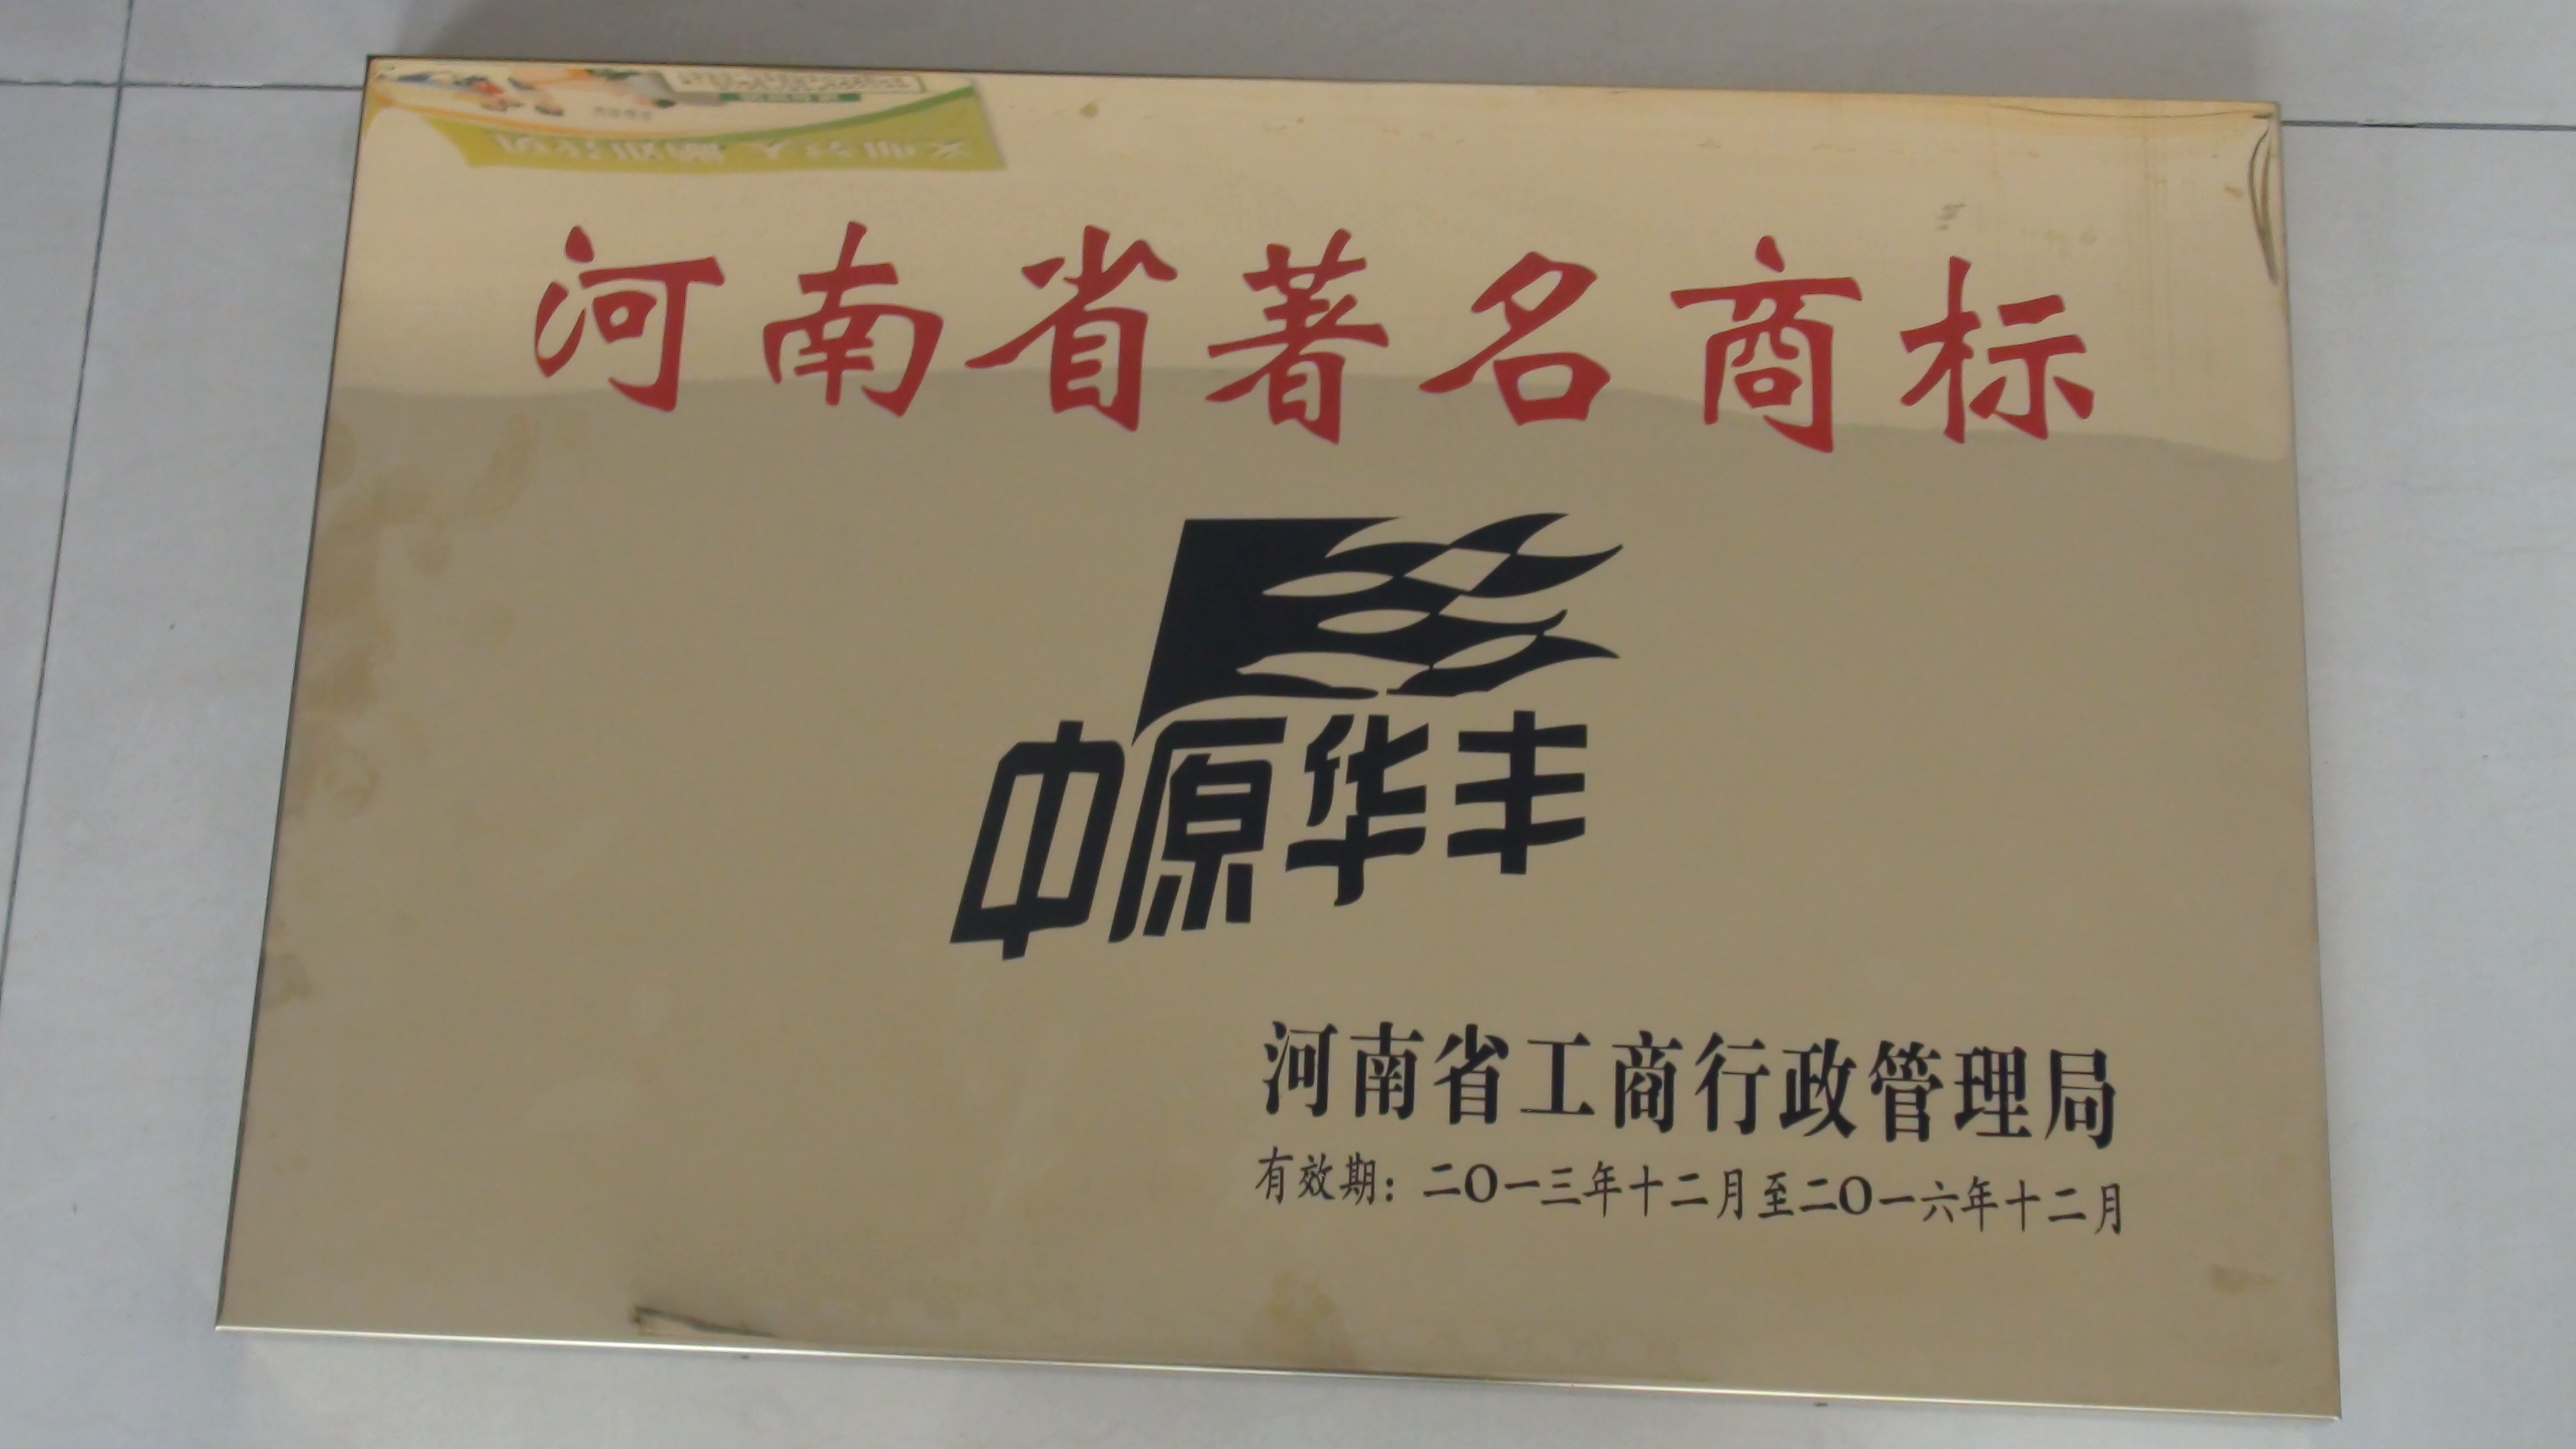 河南省著名商标
中原华丰
河南省工商行政管理局
有效期：二〇一三年十二月至二〇一六年十二月